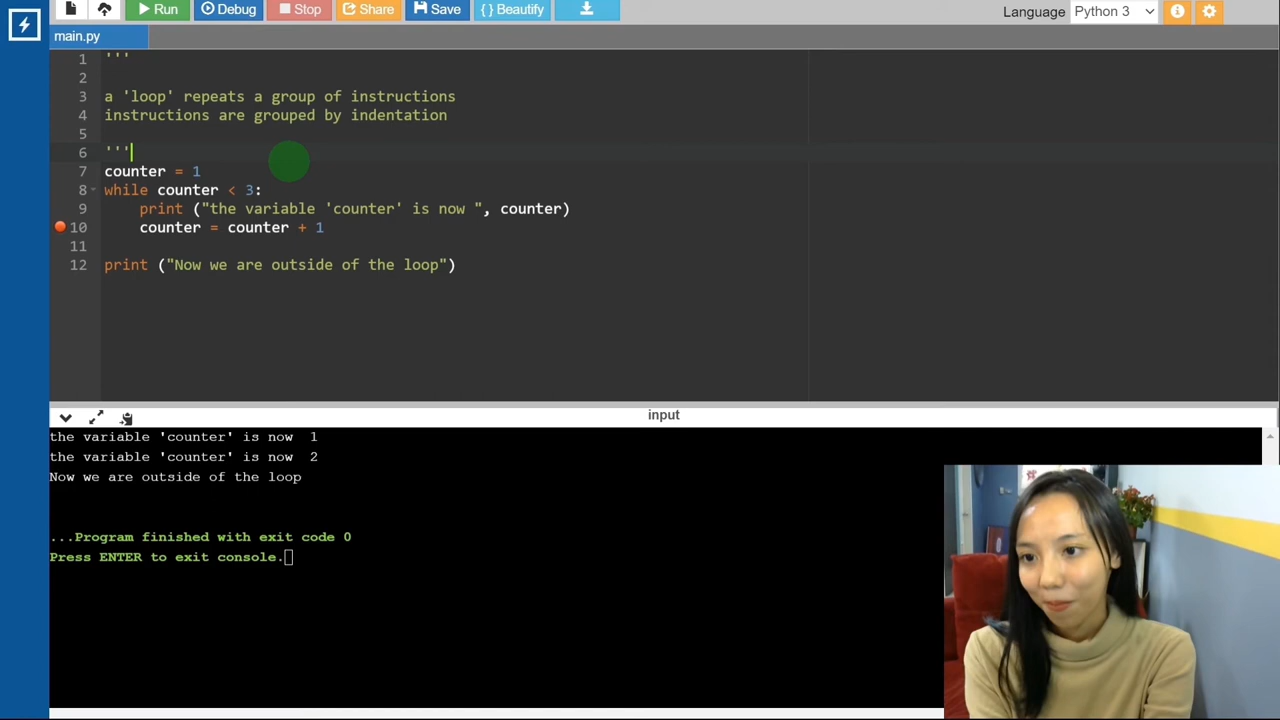 Run Debug Stop Share Save { } Beautify Language Python 3
main.py
1 '''
2
3 a 'loop' repeats a group of instructions
4 instructions are grouped by indentation
5
6 '''
7 counter = 1
8 while counter < 3:
9 print ("the variable 'counter' is now ", counter)
10 counter = counter + 1
11
12 print ("Now we are outside of the loop")
input
the variable 'counter' is now  1
the variable 'counter' is now  2
Now we are outside of the loop
...Program finished with exit code 0
Press ENTER to exit console.